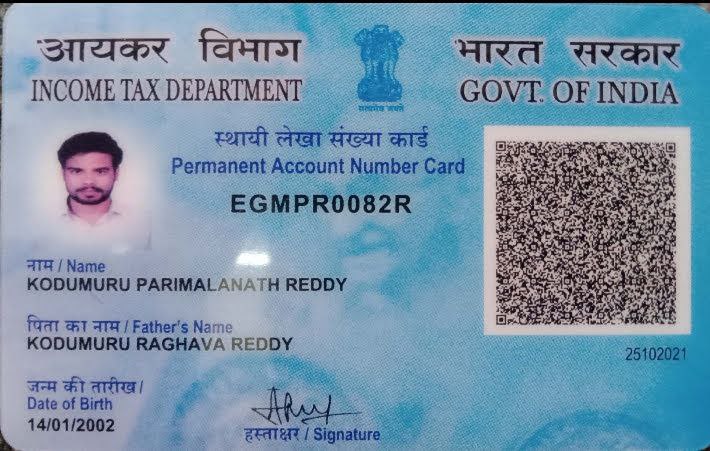 आयकर विभाग
INCOME TAX DEPARTMENT
भारत सरकार
GOVT. OF INDIA
सत्यमेव जयते
स्थायी लेखा संख्या कार्ड
Permanent Account Number Card
EGMPR0082R
नाम / Name
KODUMURU PARIMALANATH REDDY
पिता का नाम / Father's Name
KODUMURU RAGHAVA REDDY
25102021
जन्म की तारीख /
Date of Birth
14/01/2002
हस्ताक्षर / Signature